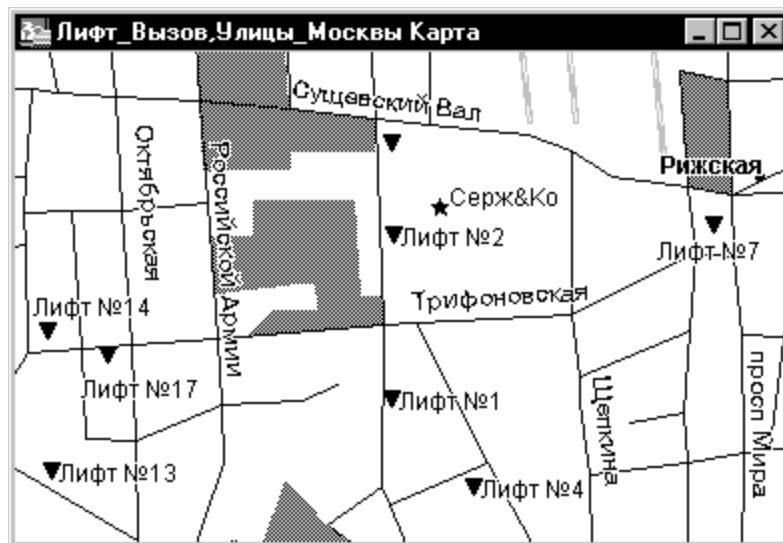 Лифт_Вызов,Улицы_Москвы Карта
Сущевский Вал
Октябрьская
Российской Армии
Рижская
Серж&Ко
Лифт №2
Лифт-№7
Трифоновская
Лифт №14
Лифт №17
Лифт №1
Щепкина
просп Мира
Лифт №13
Лифт №4